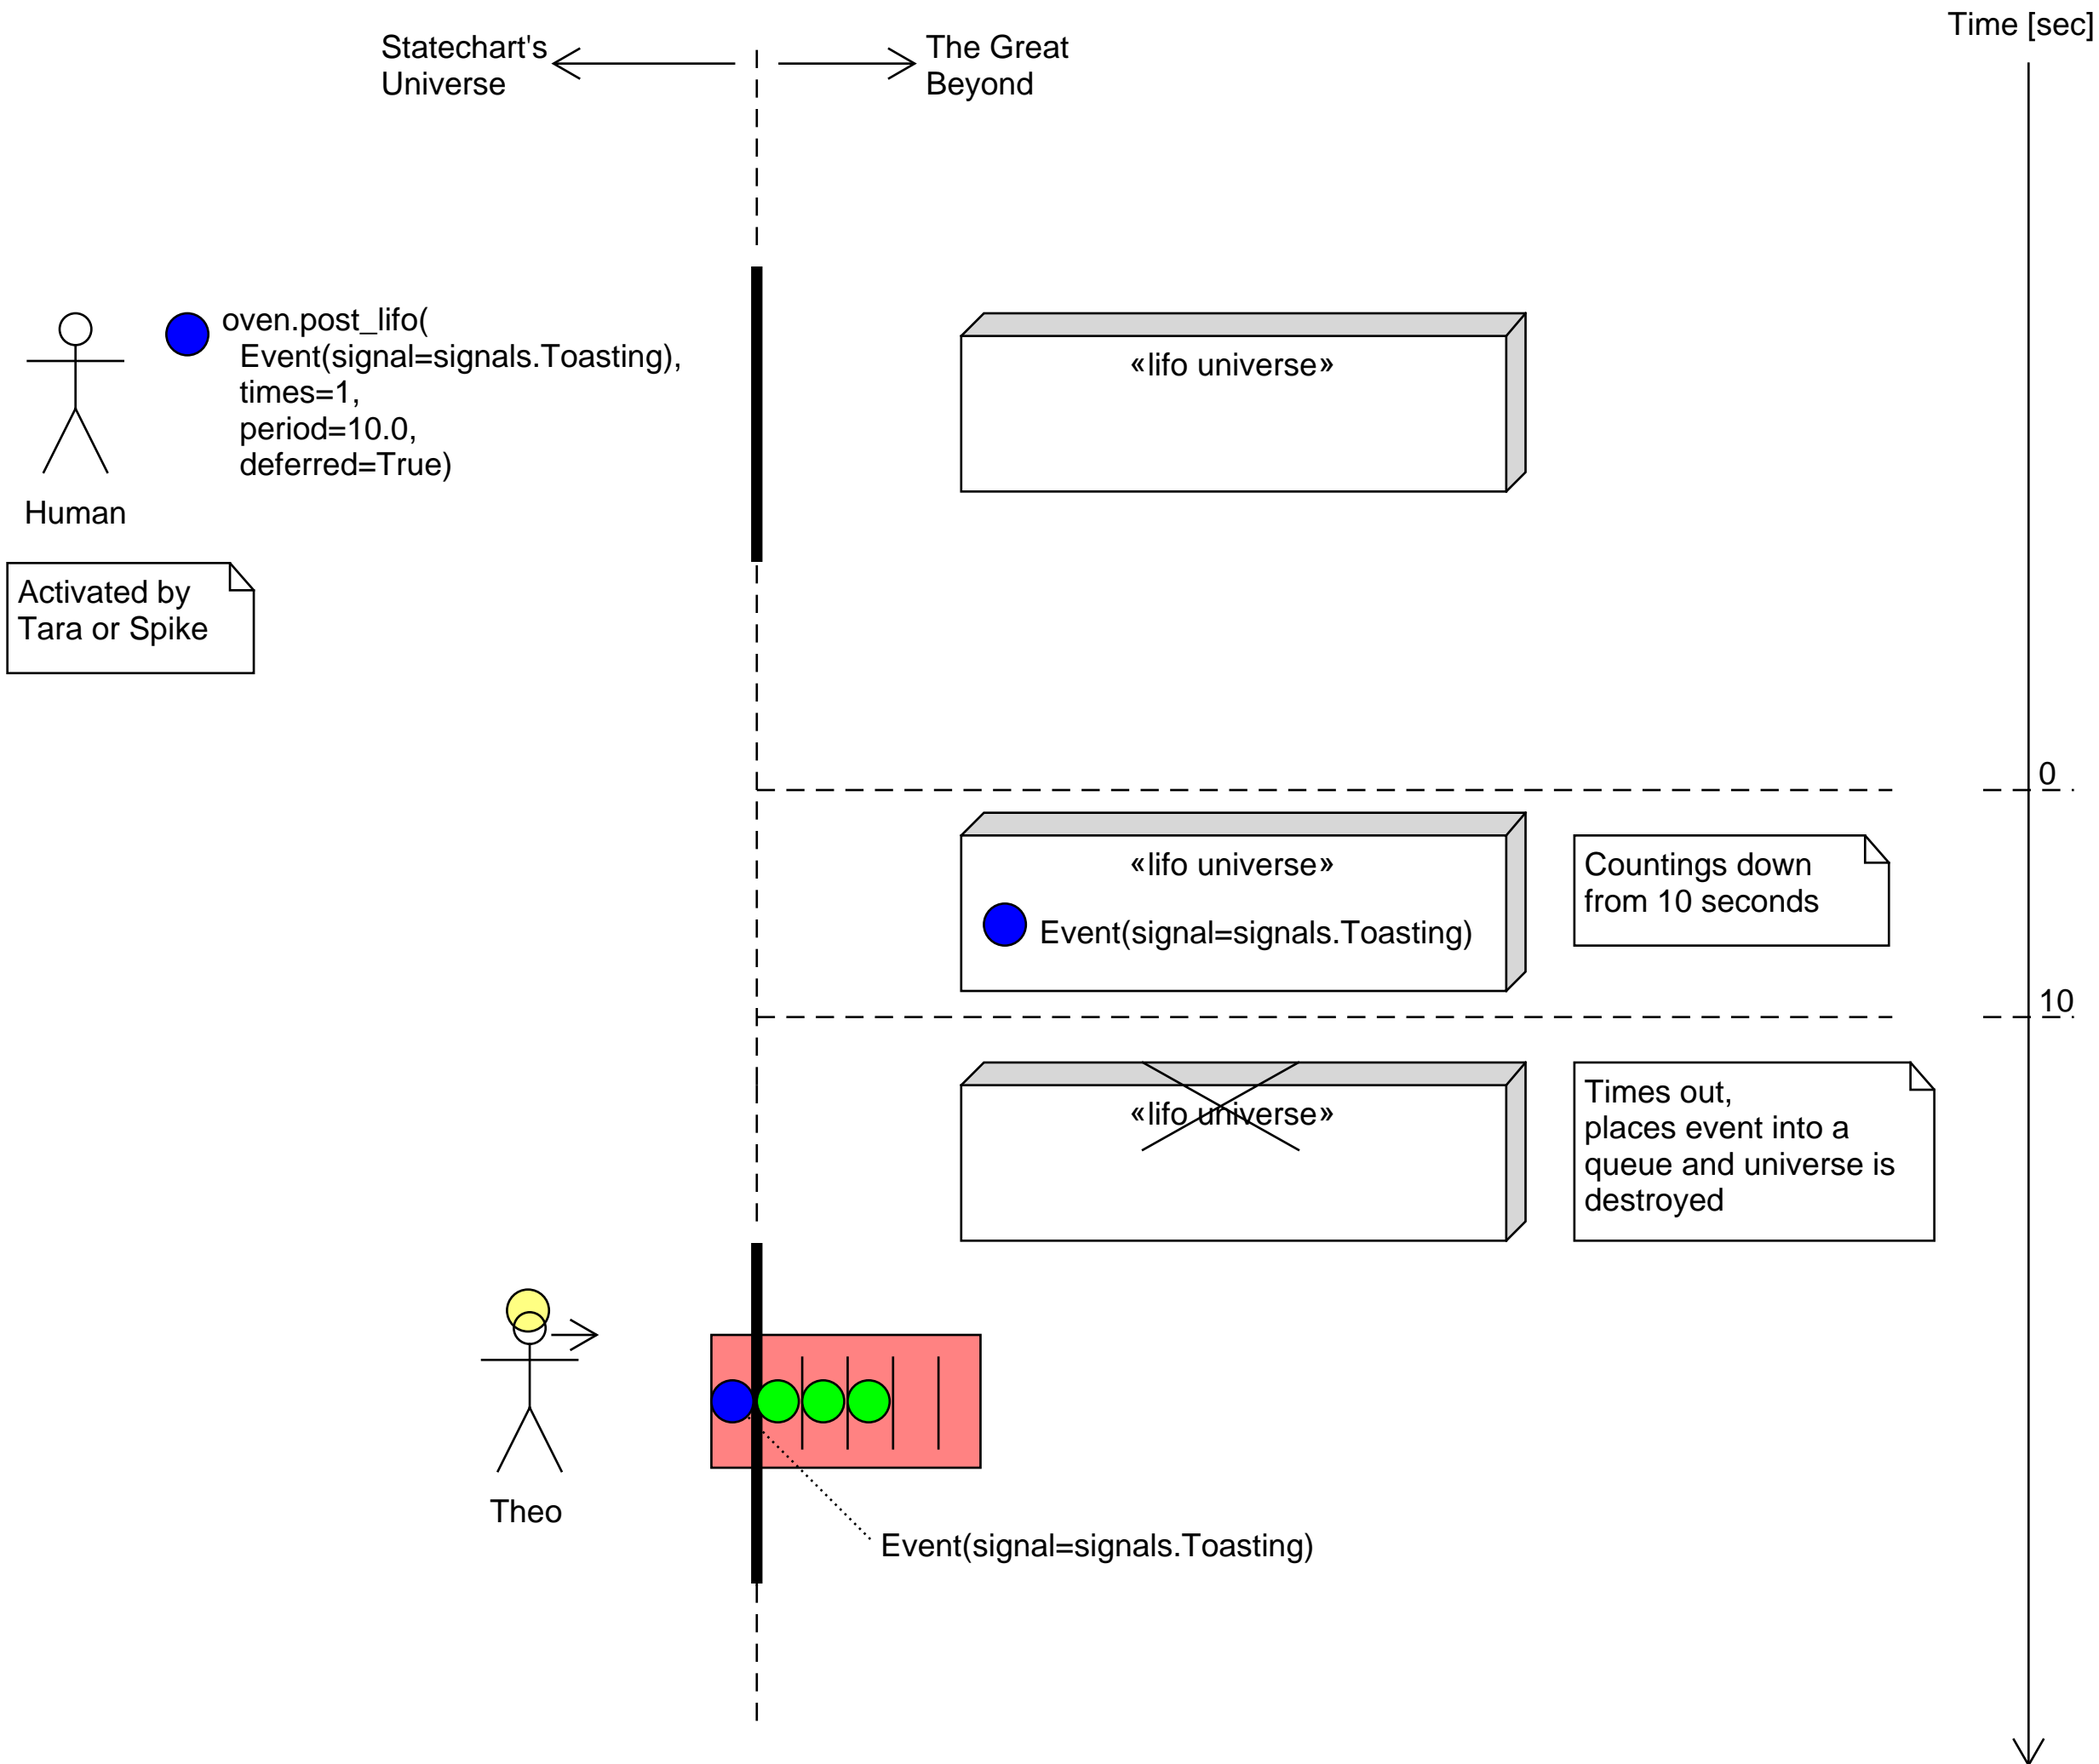 Time [sec]
Statechart's
Universe
The Great
Beyond
oven.post_lifo(
Event(signal=signals.Toasting),
times=1,
period=10.0,
deferred=True)
Human
«lifo universe»
Activated by
Tara or Spike
0
«lifo universe»
Event(signal=signals.Toasting)
Countings down
from 10 seconds
10
«lifo universe»
Times out,
places event into a
queue and universe is
destroyed
Theo
Event(signal=signals.Toasting)